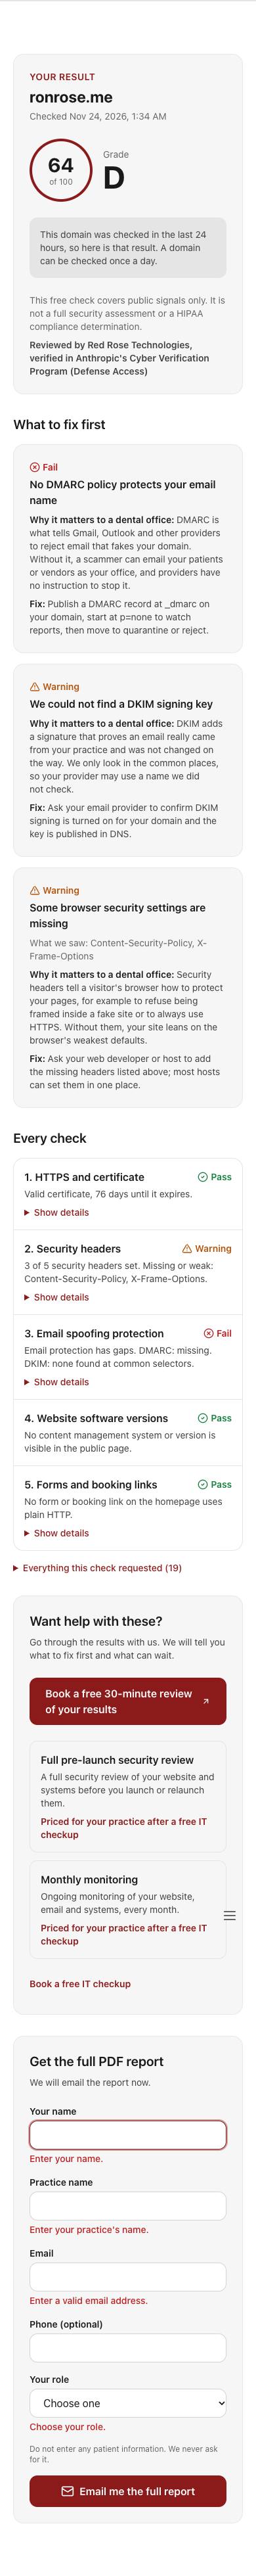 YOUR RESULT
ronrose.me
Checked Nov 24, 2026, 1:34 AM
64
of 100
Grade
D
This domain was checked in the last 24
hours, so here is that result. A domain
can be checked once a day.
This free check covers public signals only. It is
not a full security assessment or a HIPAA
compliance determination.
Reviewed by Red Rose Technologies,
verified in Anthropic's Cyber Verification
Program (Defense Access)
What to fix first
Fail
No DMARC policy protects your email
name
Why it matters to a dental office: DMARC is
what tells Gmail, Outlook and other providers
to reject email that fakes your domain.
Without it, a scammer can email your patients
or vendors as your office, and providers have
no instruction to stop it.
Fix: Publish a DMARC record at _dmarc on
your domain, start at p=none to watch
reports, then move to quarantine or reject.
Warning
We could not find a DKIM signing key
Why it matters to a dental office: DKIM adds
a signature that proves an email really came
from your practice and was not changed on
the way. We only look in the common places,
so your provider may use a name we did
not check.
Fix: Ask your email provider to confirm DKIM
signing is turned on for your domain and the
key is published in DNS.
Warning
Some browser security settings are
missing
What we saw: Content-Security-Policy, X-
Frame-Options
Why it matters to a dental office: Security
headers tell a visitor's browser how to protect
your pages, for example to refuse being
framed inside a fake site or to always use
HTTPS. Without them, your site leans on the
browser's weakest defaults.
Fix: Ask your web developer or host to add
the missing headers listed above; most hosts
can set them in one place.
Every check
1. HTTPS and certificate Pass
Valid certificate, 76 days until it expires.
Show details
2. Security headers Warning
3 of 5 security headers set. Missing or weak:
Content-Security-Policy, X-Frame-Options.
Show details
3. Email spoofing protection Fail
Email protection has gaps. DMARC: missing.
DKIM: none found at common selectors.
Show details
4. Website software versions Pass
No content management system or version is
visible in the public page.
5. Forms and booking links Pass
No form or booking link on the homepage uses
plain HTTP.
Show details
Everything this check requested (19)
Want help with these?
Go through the results with us. We will tell you
what to fix first and what can wait.
Book a free 30-minute review
of your results
Full pre-launch security review
A full security review of your website and
systems before you launch or relaunch
them.
Priced for your practice after a free IT
checkup
Monthly monitoring
Ongoing monitoring of your website,
email and systems, every month.
Priced for your practice after a free IT
checkup
Book a free IT checkup
Get the full PDF report
We will email the report now.
Your name
Enter your name.
Practice name
Enter your practice's name.
Email
Enter a valid email address.
Phone (optional)
Your role
Choose one
Choose your role.
Do not enter any patient information. We never ask
for it.
Email me the full report